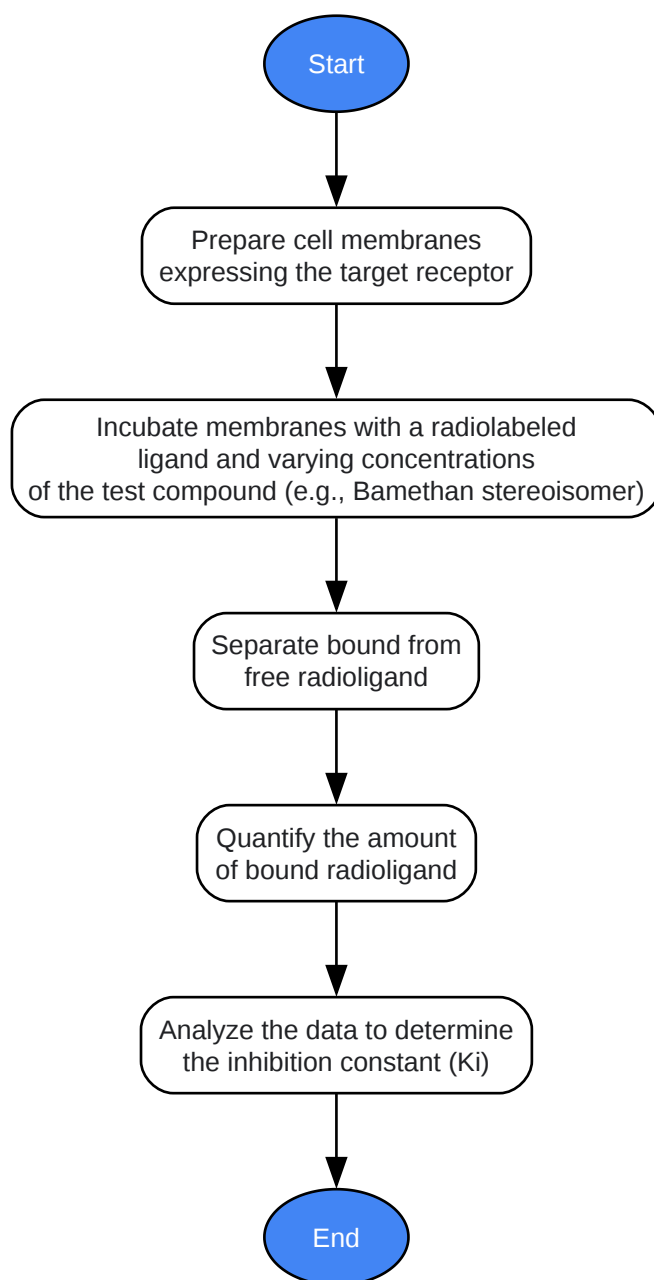 Start
Prepare cell membranes
expressing the target receptor
Incubate membranes with a radiolabeled
ligand and varying concentrations
of the test compound (e.g., Bamethan stereoisomer)
Separate bound from
free radioligand
Quantify the amount
of bound radioligand
Analyze the data to determine
the inhibition constant (Ki)
End